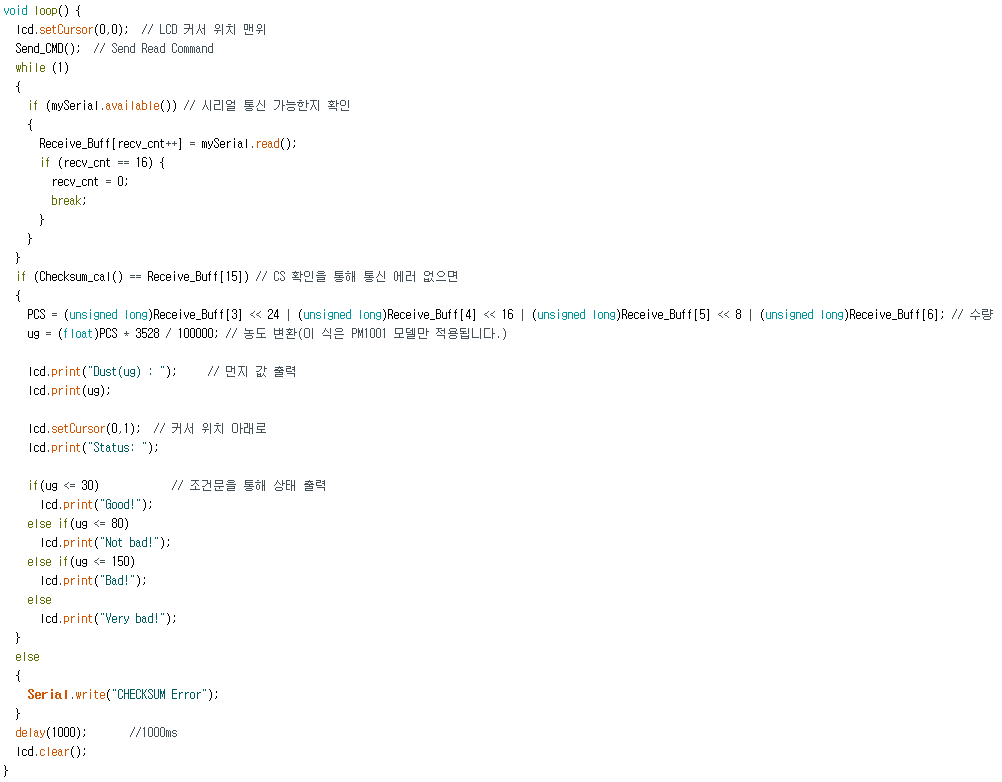 void loop() {
  lcd.setCursor(0,0);  // LCD 커서 위치 맨위
  Send_CMD();  // Send Read Command
  while (1)
  {
    if (mySerial.available()) // 시리얼 통신 가능한지 확인
    {
      Receive_Buff[recv_cnt++] = mySerial.read();
      if (recv_cnt == 16) {
        recv_cnt = 0;
        break;
      }
    }
  }
  if (Checksum_cal() == Receive_Buff[15]) // CS 확인을 통해 통신 에러 없으면
  {
    PCS = (unsigned long)Receive_Buff[3] << 24 | (unsigned long)Receive_Buff[4] << 16 | (unsigned long)Receive_Buff[5] << 8 | (unsigned long)Receive_Buff[6]; // 수량
    ug = (float)PCS * 3528 / 100000; // 농도 변환(이 식은 PM1001 모델만 적용됩니다.)

    lcd.print("Dust(ug) : ");     // 먼지 값 출력
    lcd.print(ug);

    lcd.setCursor(0,1);  // 커서 위치 아래로
    lcd.print("Status: ");

    if(ug <= 30)            // 조건문을 통해 상태 출력
      lcd.print("Good!");
    else if(ug <= 80)
      lcd.print("Not bad!");
    else if(ug <= 150)
      lcd.print("Bad!");
    else
      lcd.print("Very bad!");
  }
  else
  {
    Serial.write("CHECKSUM Error");
  }
  delay(1000);       //1000ms
  lcd.clear();
}